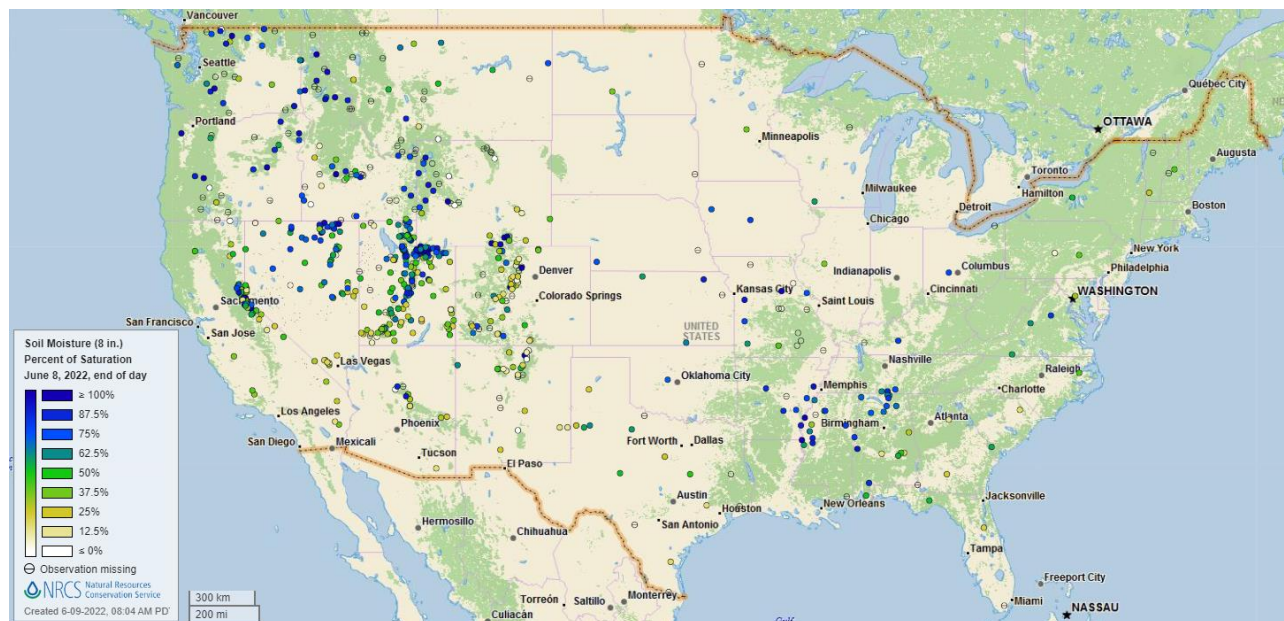 Vancouver
Seattle
Portland
Québec City
OTTAWA
Augusta
Minneapolis
Toronto
Hamilton
Milwaukee
Detroit
Boston
Chicago
New York
Philadelphia
Denver
Indianapolis
Columbus
Colorado Springs
Kansas City
Saint Louis
Cincinnati
WASHINGTON
Sacramento
San Francisco
San Jose
UNITED
STATES
Las Vegas
Nashville
Raleigh
Oklahoma City
Memphis
Charlotte
Los Angeles
Phoenix
Birmingham
Atlanta
San Diego
Mexicali
Tucson
Fort Worth
Dallas
El Paso
Austin
Houston
New Orleans
Jacksonville
San Antonio
Hermosillo
Chihuahua
Tampa
Freeport City
Torreón
Saltillo
Monterrey
Miami
NASSAU
Culiacán
Soil Moisture (8 in.)
Percent of Saturation
June 8, 2022, end of day
≥ 100%
87.5%
75%
62.5%
50%
37.5%
25%
12.5%
≤ 0%
Observation missing
NRCS Natural Resources
Conservation Service
Created 6-09-2022, 08:04 AM PD
300 km
200 mi